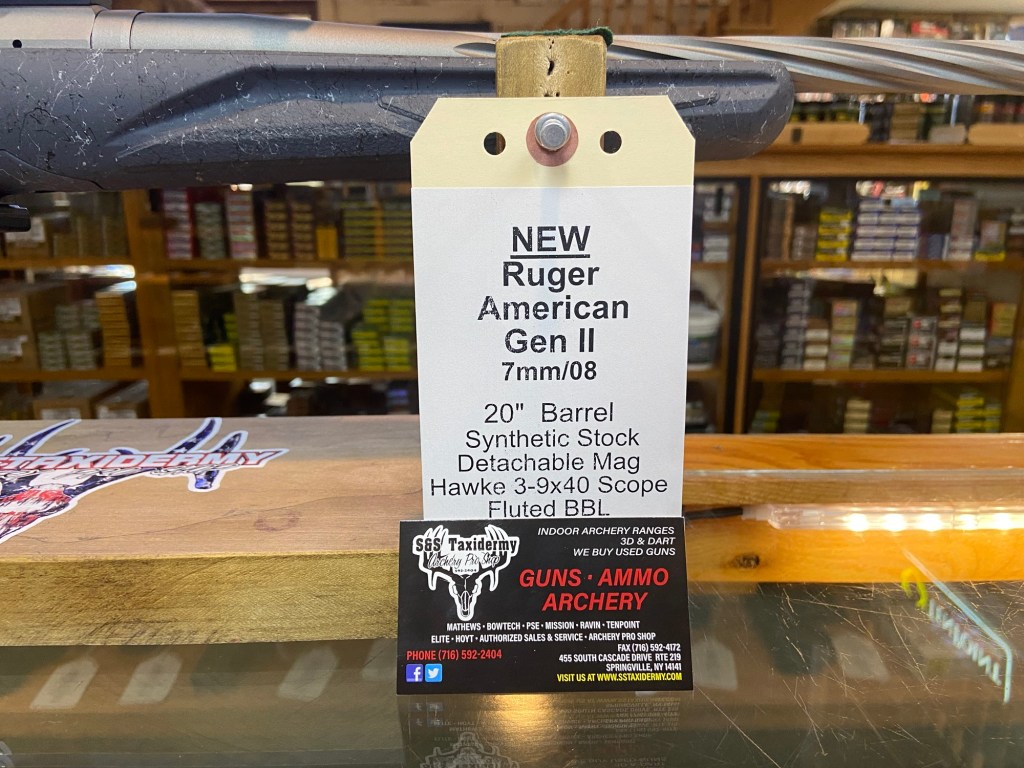 NEW
Ruger
American
Gen II
7mm/08
20" Barrel
Synthetic Stock
Detachable Mag
Hawke 3-9x40 Scope
Fluted BBL
STAXIDERMY
S&S Taxidermy
Archery Pro Shop
INDOOR ARCHERY RANGES
3D & DART
WE BUY USED GUNS
GUNS · AMMO
ARCHERY
MATHEWS · BOWTECH · PSE · MISSION · RAVIN · TENPOINT
ELITE · HOYT · AUTHORIZED SALES & SERVICE · ARCHERY PRO SHOP
FAX (716) 592-4172
PHONE (716) 592-2404
455 SOUTH CASCADE DRIVE RTE 219
SPRINGVILLE, NY 14141
VISIT US AT WWW.SSTAXIDERMY.COM
TENPOINT